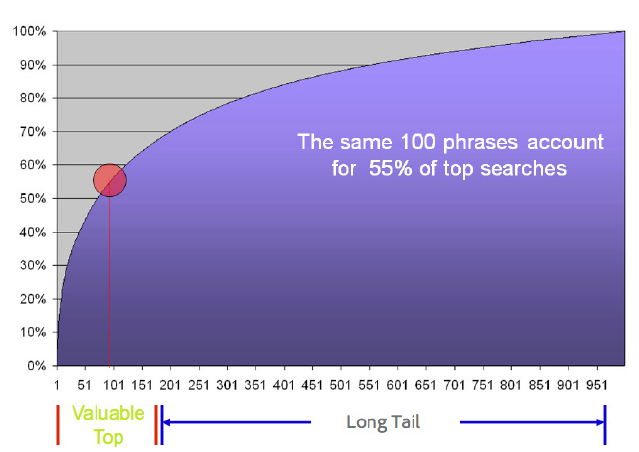 100%
90%
80%
70%
60%
50%
40%
30%
20%
10%
0%
The same 100 phrases account
for 55% of top searches
1 51 101 151 201 251 301 351 401 451 501 551 601 651 701 751 801 851 901 951
Valuable
Top
Long Tail